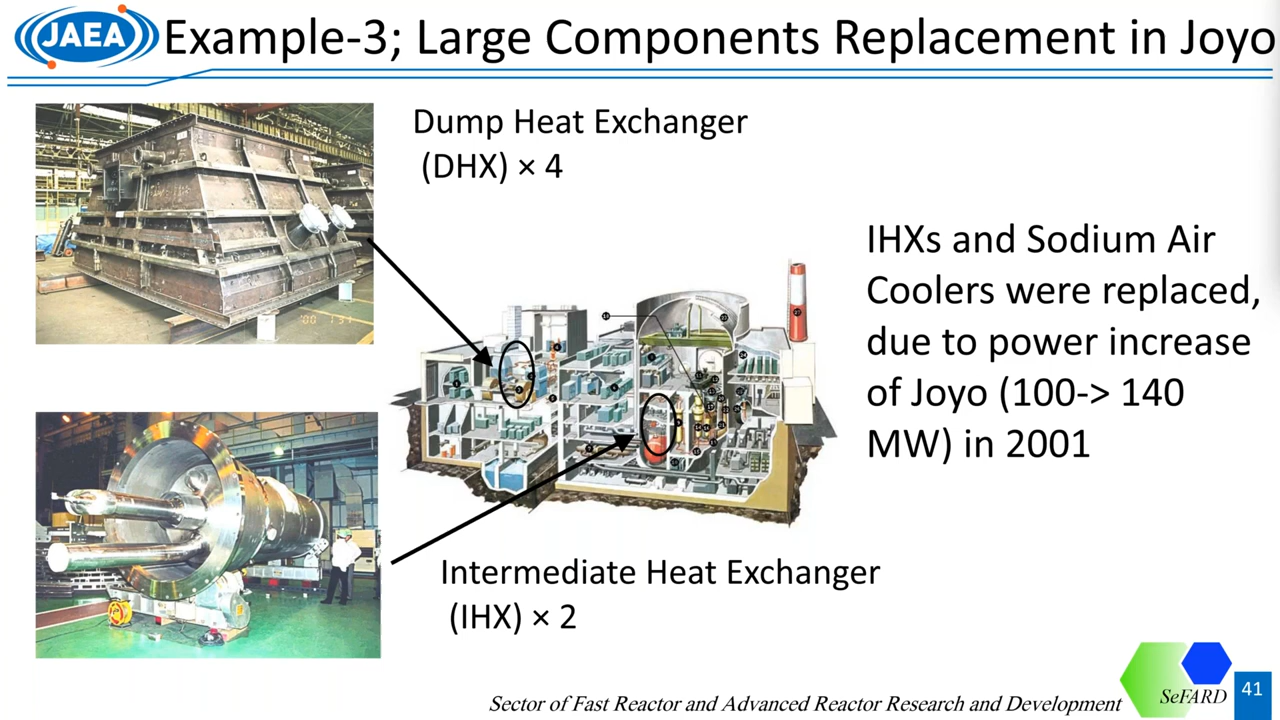 JAEA
Example-3; Large Components Replacement in Joyo
Dump Heat Exchanger
(DHX) × 4
IHXs and Sodium Air
Coolers were replaced,
due to power increase
of Joyo (100-> 140
MW) in 2001
Intermediate Heat Exchanger
(IHX) × 2
Sector of Fast Reactor and Advanced Reactor Research and Development
SeFARD
41